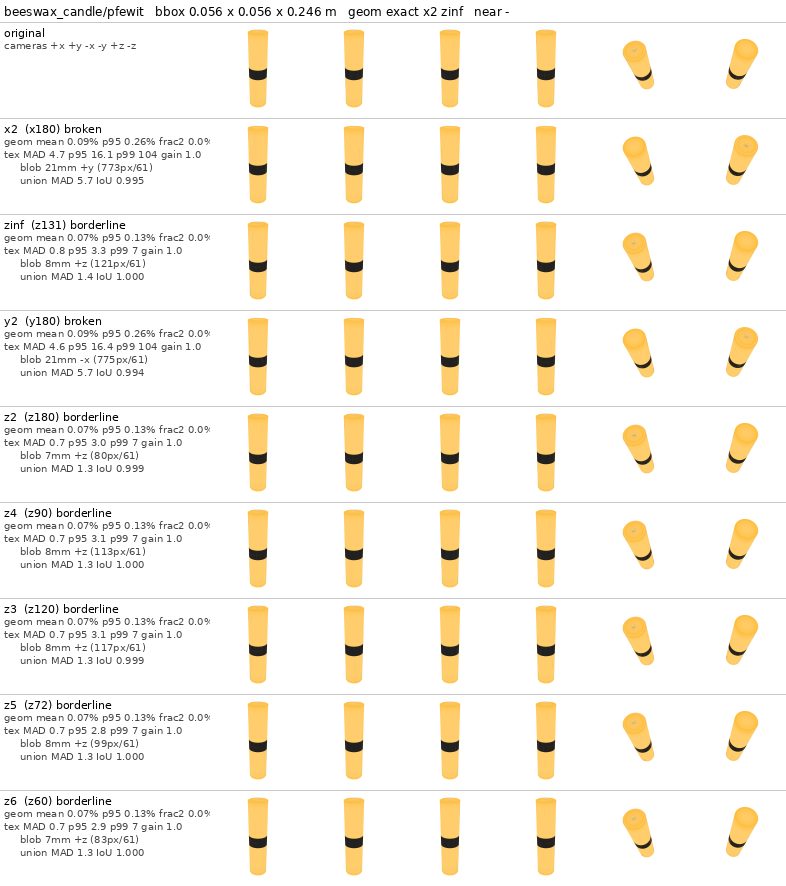 beeswax_candle/pfewit   bbox 0.056 x 0.056 x 0.246 m   geom exact x2 zinf   near -
original
cameras +x +y -x -y +z -z
x2  (x180) broken
geom mean 0.09% p95 0.26% frac2 0.0%
tex MAD 4.7 p95 16.1 p99 104 gain 1.0
blob 21mm +y (773px/61)
union MAD 5.7 IoU 0.995
zinf  (z131) borderline
geom mean 0.07% p95 0.13% frac2 0.0%
tex MAD 0.8 p95 3.3 p99 7 gain 1.0
blob 8mm +z (121px/61)
union MAD 1.4 IoU 1.000
y2  (y180) broken
geom mean 0.09% p95 0.26% frac2 0.0%
tex MAD 4.6 p95 16.4 p99 104 gain 1.0
blob 21mm -x (775px/61)
union MAD 5.7 IoU 0.994
z2  (z180) borderline
geom mean 0.07% p95 0.13% frac2 0.0%
tex MAD 0.7 p95 3.0 p99 7 gain 1.0
blob 7mm +z (80px/61)
union MAD 1.3 IoU 0.999
z4  (z90) borderline
geom mean 0.07% p95 0.13% frac2 0.0%
tex MAD 0.7 p95 3.1 p99 7 gain 1.0
blob 8mm +z (113px/61)
union MAD 1.3 IoU 1.000
z3  (z120) borderline
geom mean 0.07% p95 0.13% frac2 0.0%
tex MAD 0.7 p95 3.1 p99 7 gain 1.0
blob 8mm +z (117px/61)
union MAD 1.3 IoU 0.999
z5  (z72) borderline
geom mean 0.07% p95 0.13% frac2 0.0%
tex MAD 0.7 p95 2.8 p99 7 gain 1.0
blob 8mm +z (99px/61)
union MAD 1.3 IoU 1.000
z6  (z60) borderline
geom mean 0.07% p95 0.13% frac2 0.0%
tex MAD 0.7 p95 2.9 p99 7 gain 1.0
blob 7mm +z (83px/61)
union MAD 1.3 IoU 1.000